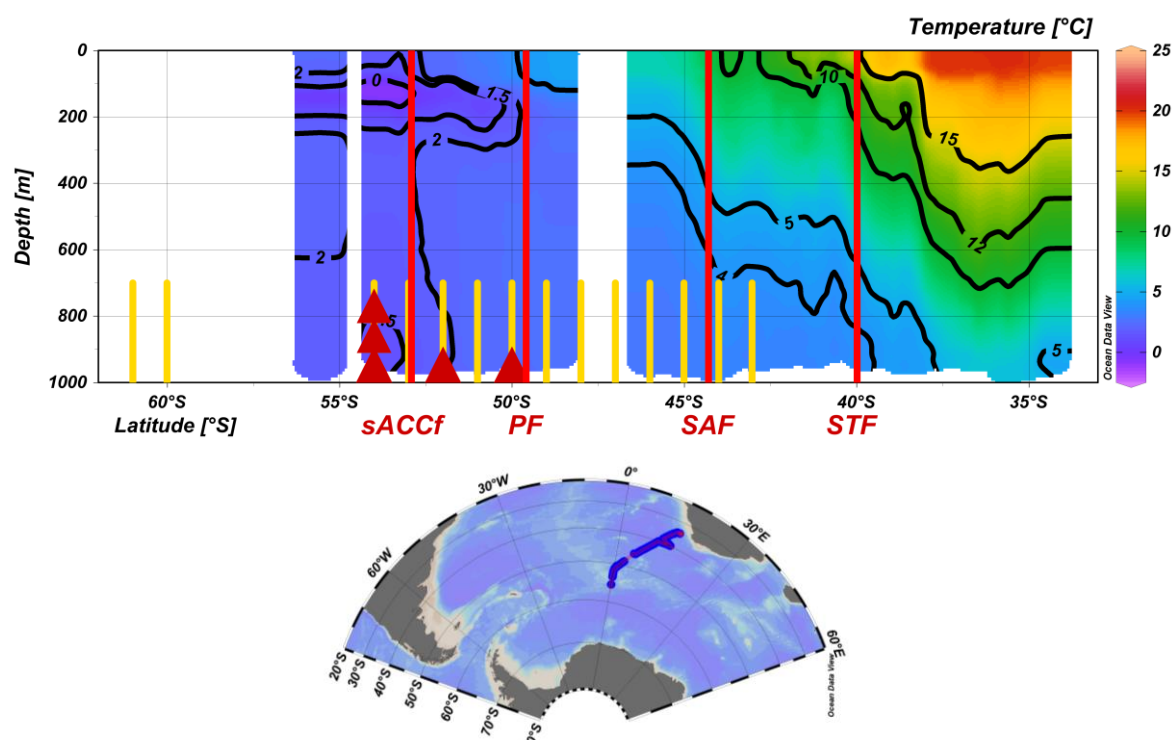 Temperature [°C]
0
200
400
600
800
1000
Depth [m]
2
0
1.5
2
2
10
15
12
5
4
5
25
20
15
10
5
0
Ocean Data View
60°S
55°S
50°S
45°S
40°S
35°S
Latitude [°S]
sACCf
PF
SAF
STF
30°W
0°
30°E
60°W
60°E
20°S
30°S
40°S
50°S
60°S
70°S
Ocean Data View